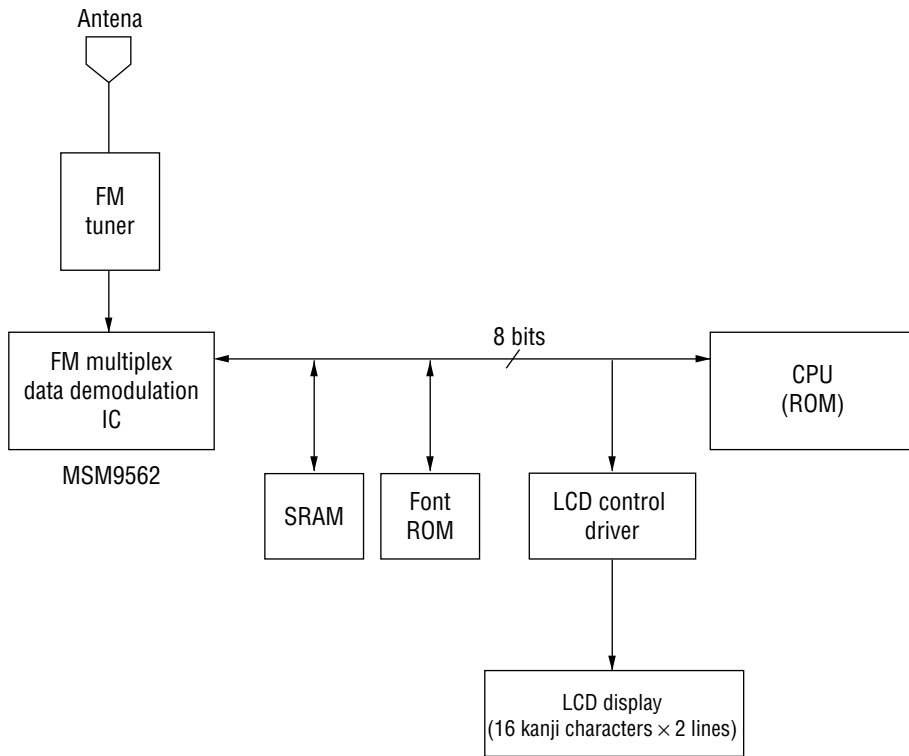 Antena
FM
tuner
8 bits
FM multiplex
data demodulation
IC
CPU
(ROM)
MSM9562
SRAM
Font
ROM
LCD control
driver
LCD display
(16 kanji characters × 2 lines)